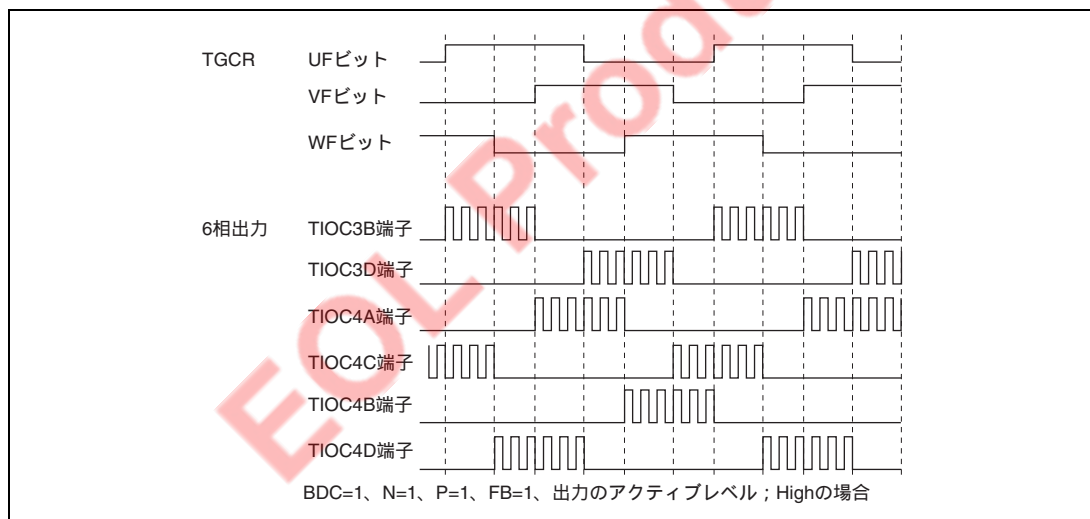 TGCR UFビット
VFビット
WFビット
6相出力 TIOC3B端子
TIOC3D端子
TIOC4A端子
TIOC4C端子
TIOC4B端子
TIOC4D端子
BDC=1、N=1、P=1、FB=1、出力のアクティブレベル；Highの場合
EOL Produ